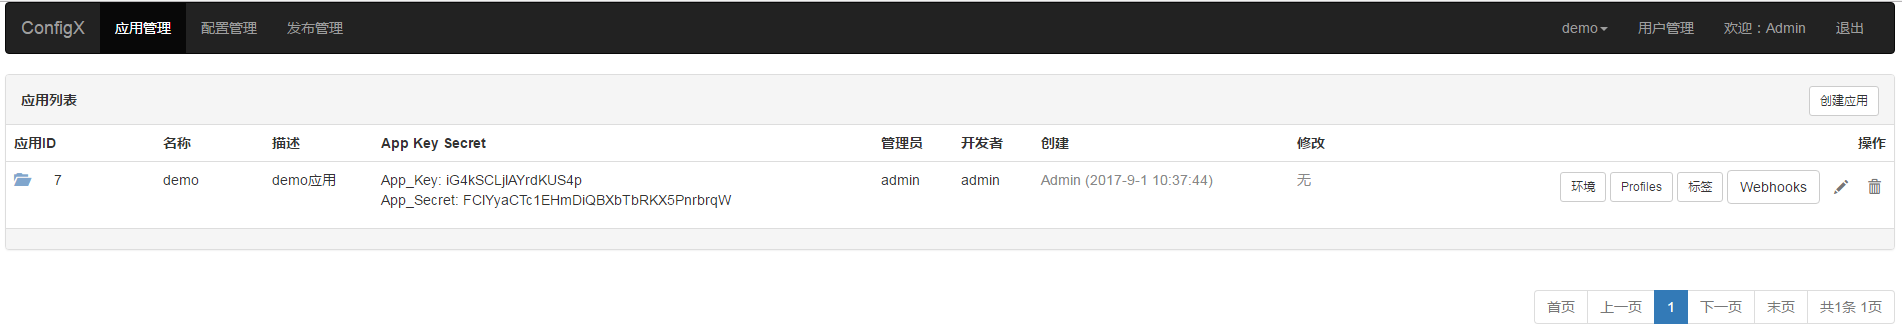 ConfigX 应用管理 配置管理 发布管理 demo 用户管理 欢迎：Admin 退出
应用列表 创建应用
应用ID 名称 描述 App Key Secret 管理员 开发者 创建 修改 操作
7 demo demo应用 App_Key: iG4kSCLjlAYrdKUS4p admin admin Admin (2017-9-1 10:37:44) 无 环境 Profiles 标签 Webhooks
App_Secret: FClYyaCTc1EHmDiQBXbTbRKX5PnrbrqW
首页 上一页 1 下一页 末页 共1条 1页